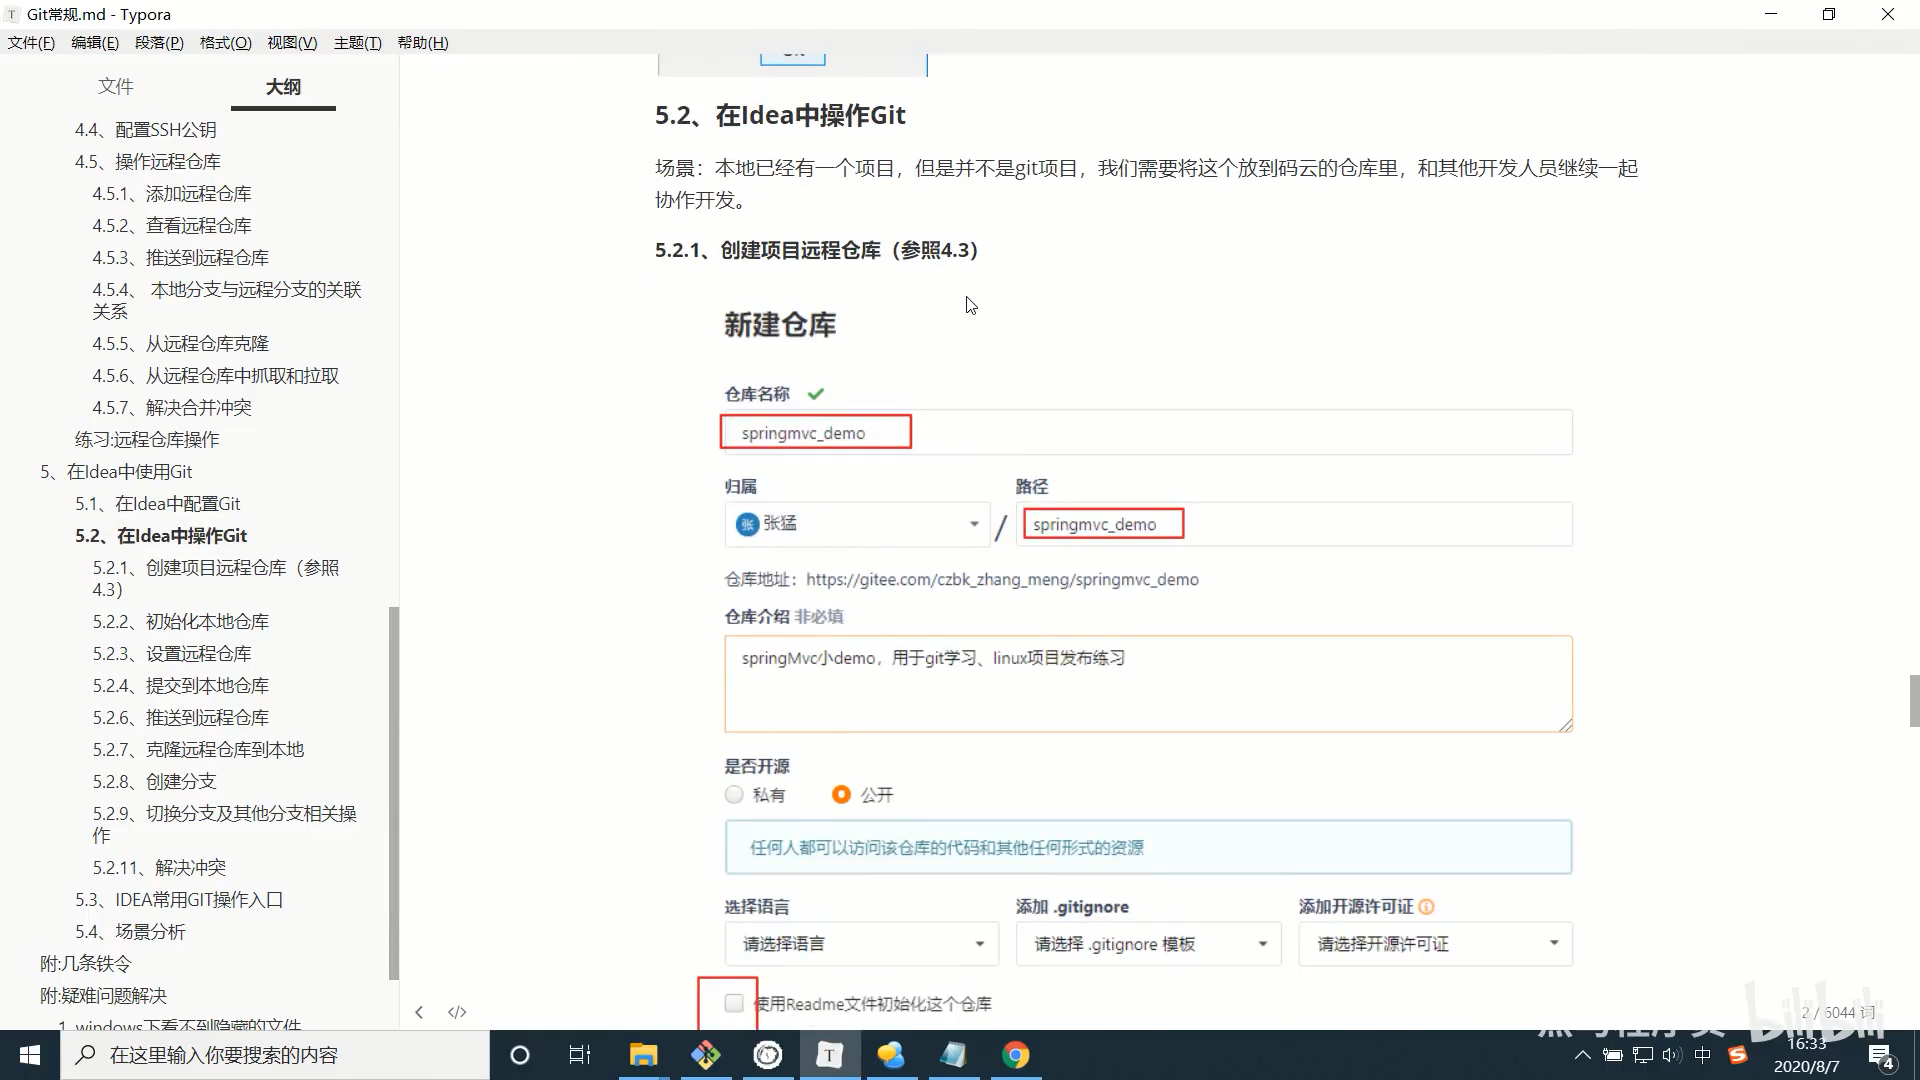 Git常规.md - Typora
文件(F) 编辑(E) 段落(P) 格式(O) 视图(V) 主题(T) 帮助(H)
文件 大纲
4.4、配置SSH公钥
4.5、操作远程仓库
4.5.1、添加远程仓库
4.5.2、查看远程仓库
4.5.3、推送到远程仓库
4.5.4、 本地分支与远程分支的关联
关系
4.5.5、从远程仓库克隆
4.5.6、从远程仓库中抓取和拉取
4.5.7、解决合并冲突
练习:远程仓库操作
5、在Idea中使用Git
5.1、在Idea中配置Git
5.2、在Idea中操作Git
5.2.1、创建项目远程仓库（参照
4.3）
5.2.2、初始化本地仓库
5.2.3、设置远程仓库
5.2.4、提交到本地仓库
5.2.6、推送到远程仓库
5.2.7、克隆远程仓库到本地
5.2.8、创建分支
5.2.9、切换分支及其他分支相关操
作
5.2.11、解决冲突
5.3、IDEA常用GIT操作入口
5.4、场景分析
附:几条铁令
附:疑难问题解决
1. windows下看不到隐藏的文件
5.2、在Idea中操作Git
场景：本地已经有一个项目，但是并不是git项目，我们需要将这个放到码云的仓库里，和其他开发人员继续一起
协作开发。
5.2.1、创建项目远程仓库（参照4.3）
新建仓库
仓库名称
springmvc_demo
归属 路径
张 张猛 / springmvc_demo
仓库地址：https://gitee.com/czbk_zhang_meng/springmvc_demo
仓库介绍 非必填
springMvc小demo，用于git学习、linux项目发布练习
是否开源
私有 公开
任何人都可以访问该仓库的代码和其他任何形式的资源
选择语言 添加 .gitignore 添加开源许可证
请选择语言 请选择 .gitignore 模板 请选择开源许可证
使用Readme文件初始化这个仓库
2 / 6044 词
bilibili
在这里输入你要搜索的内容
中
16:33
2020/8/7
4